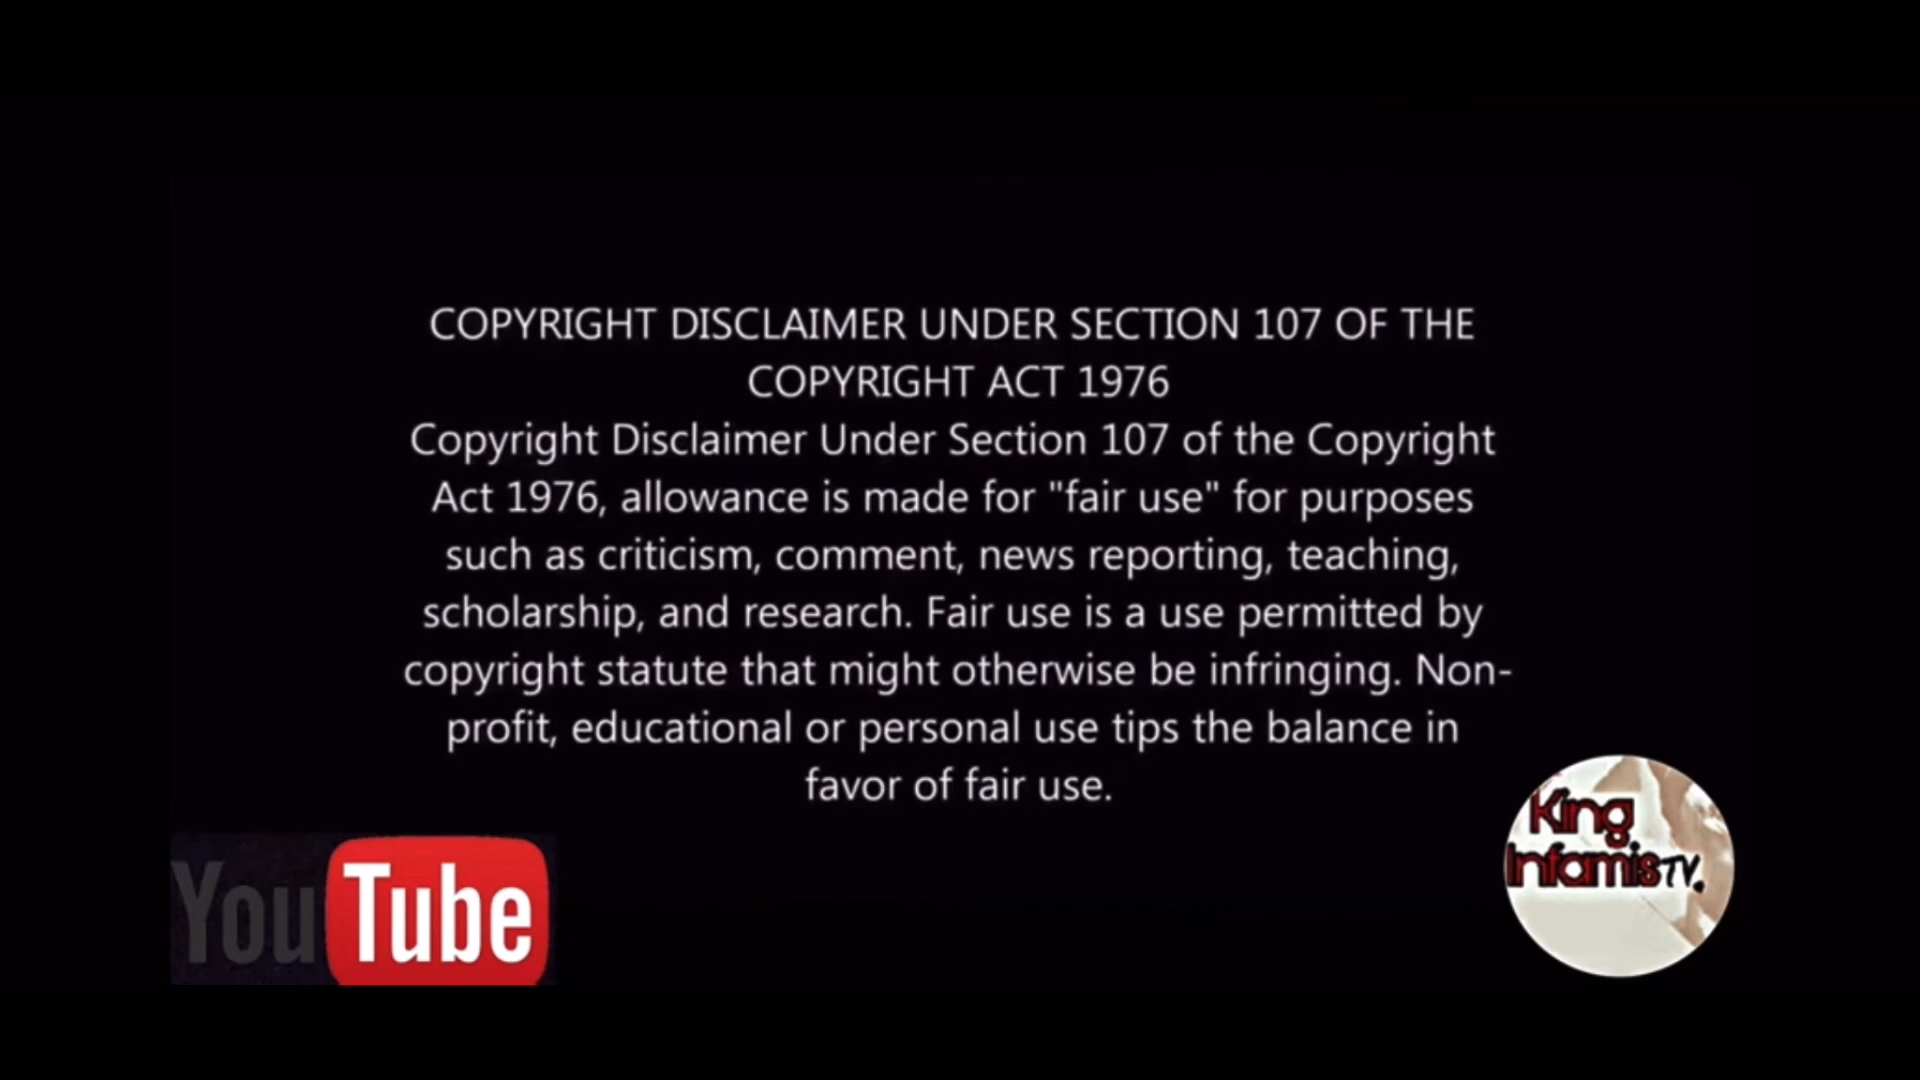 COPYRIGHT DISCLAIMER UNDER SECTION 107 OF THE
COPYRIGHT ACT 1976
Copyright Disclaimer Under Section 107 of the Copyright
Act 1976, allowance is made for "fair use" for purposes
such as criticism, comment, news reporting, teaching,
scholarship, and research. Fair use is a use permitted by
copyright statute that might otherwise be infringing. Non-
profit, educational or personal use tips the balance in
favor of fair use.
YouTube
King
InfamisTV.